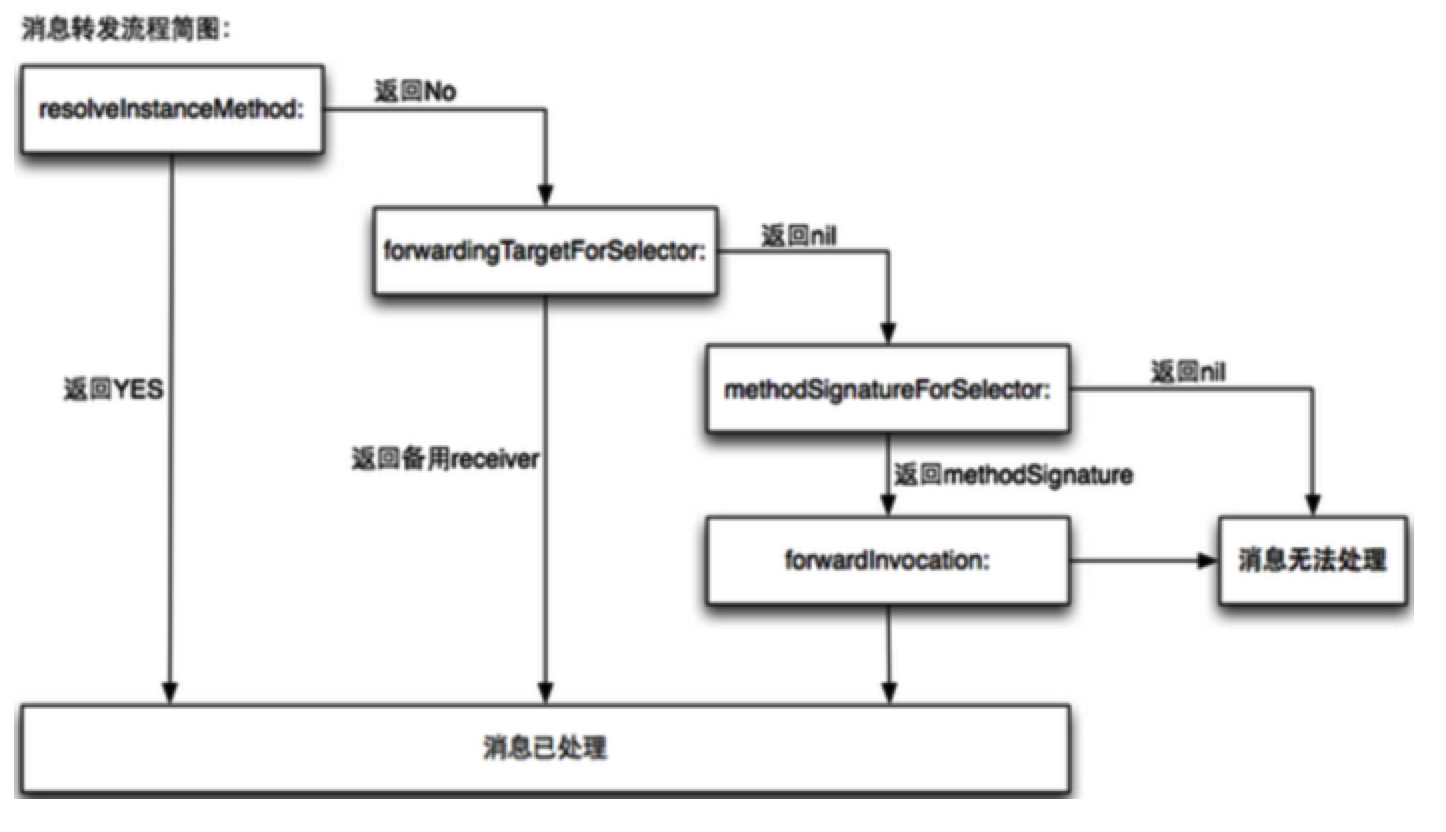 消息转发流程简图:
resolveInstanceMethod:
返回No
forwardingTargetForSelector:
返回nil
methodSignatureForSelector:
返回nil
返回YES
返回备用receiver
返回methodSignature
forwardInvocation:
消息无法处理
消息已处理